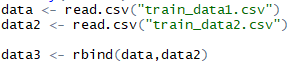 data <- read.csv("train_data1.csv")
data2 <- read.csv("train_data2.csv")
data3 <- rbind(data,data2)